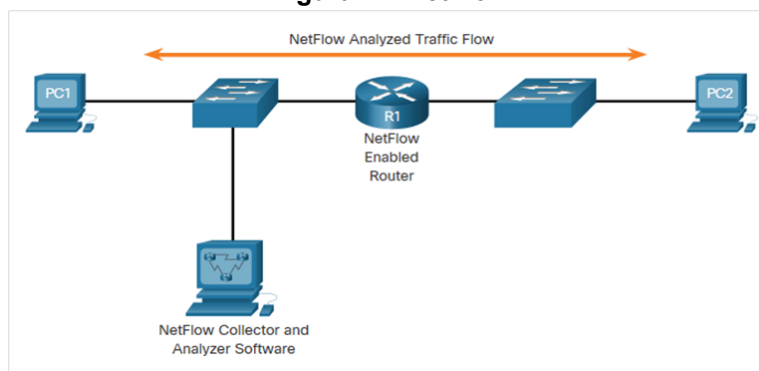 NetFlow Analyzed Traffic Flow
PC1
R1
PC2
NetFlow
Enabled
Router
NetFlow Collector and
Analyzer Software